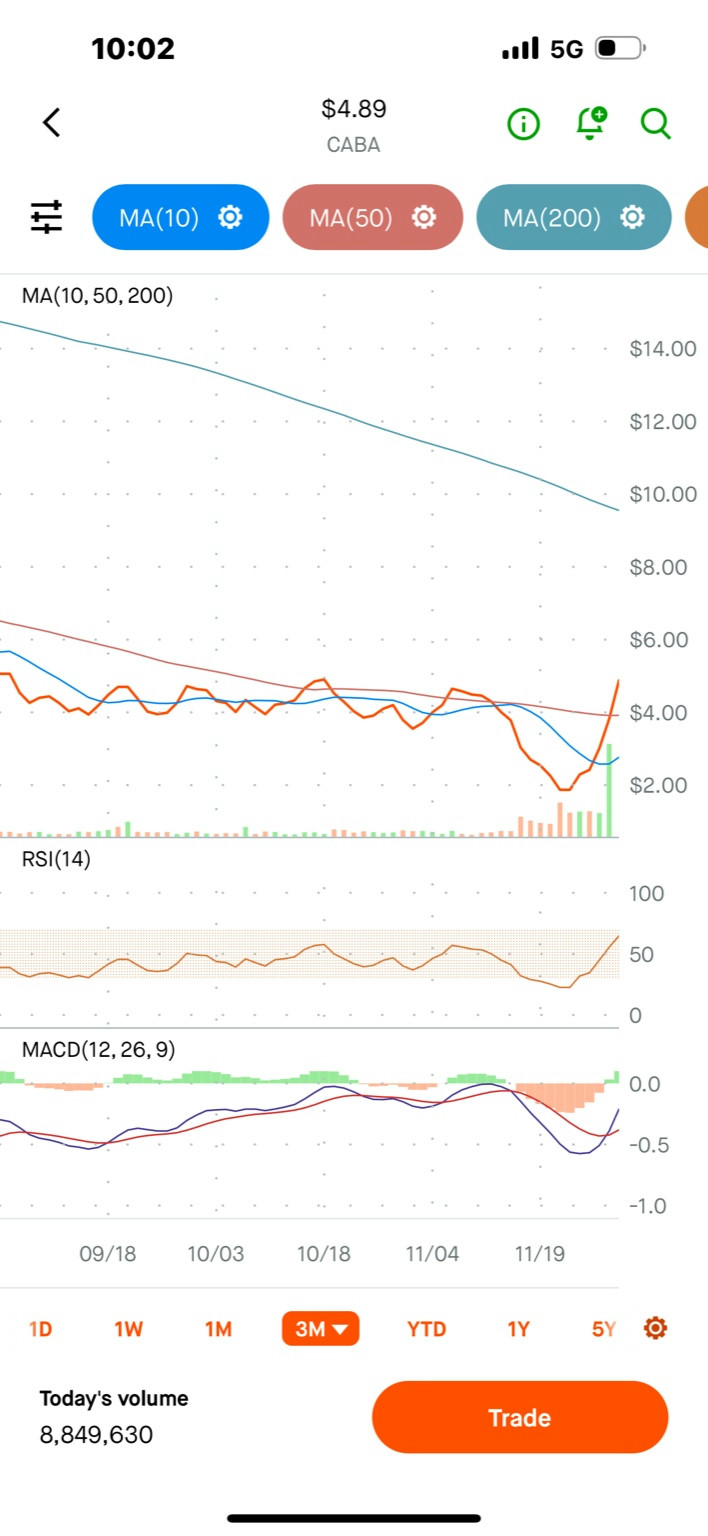 10:02 5G
$4.89
CABA
MA(10) MA(50) MA(200)
MA(10,50,200)
$14.00
$12.00
$10.00
$8.00
$6.00
$4.00
$2.00
RSI(14)
100
50
0
MACD(12,26,9)
0.0
-0.5
-1.0
09/18 10/03 10/18 11/04 11/19
1D 1W 1M 3M YTD 1Y 5Y
Today's volume
8,849,630
Trade